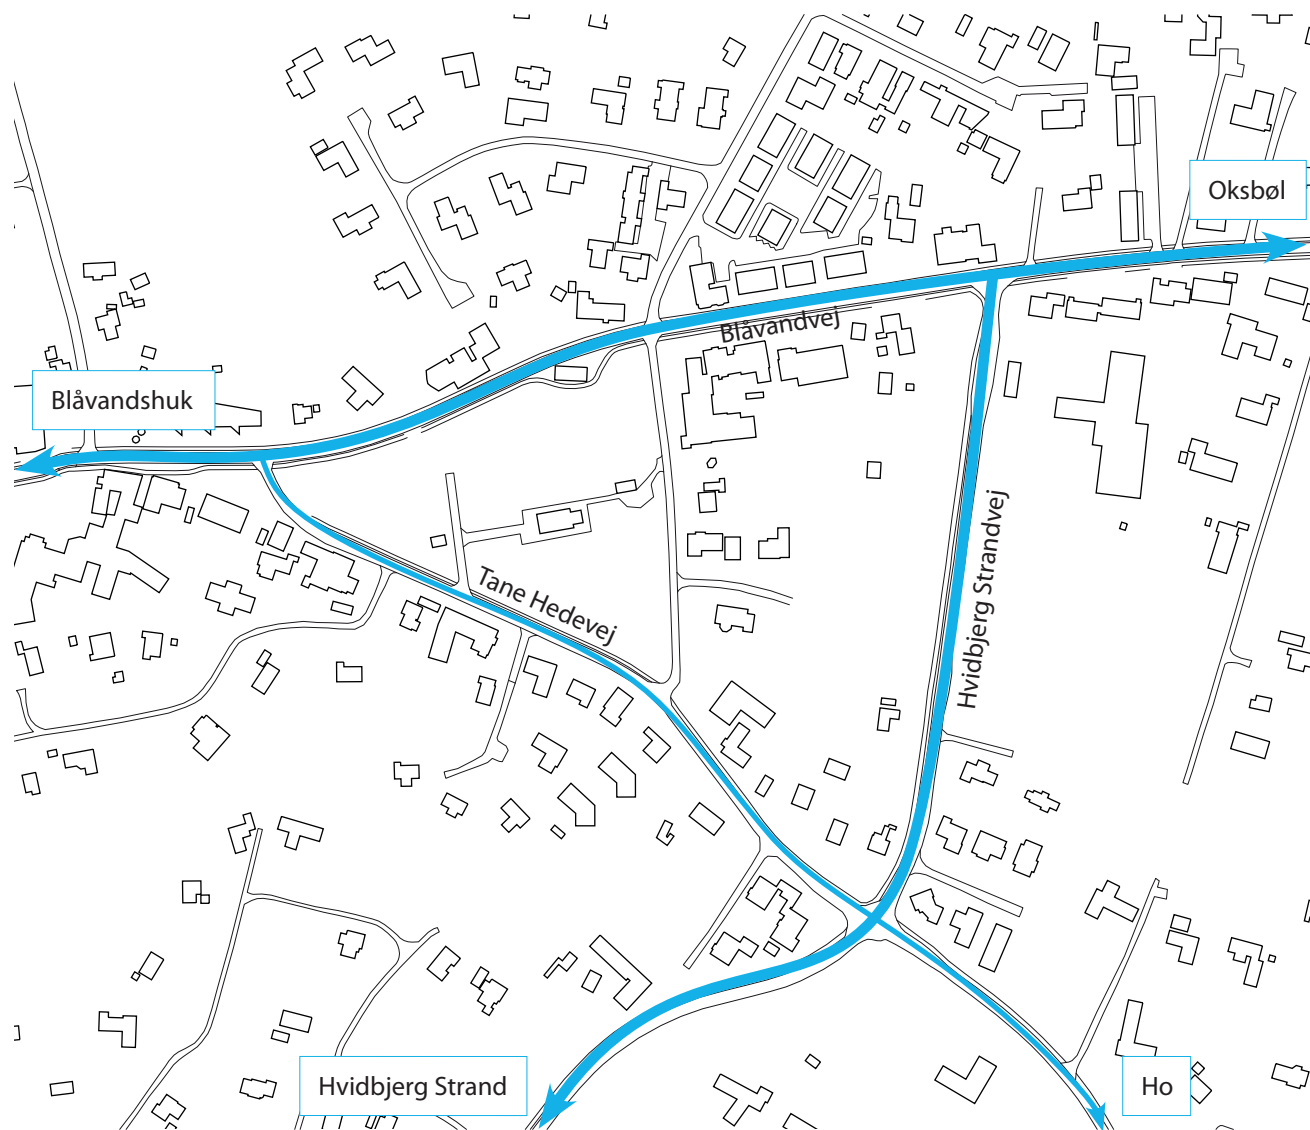 Oksbøl
Blåvandvej
Blåvandshuk
Hvidbjerg Strandvej
Tane Hedevej
Hvidbjerg Strand
Ho